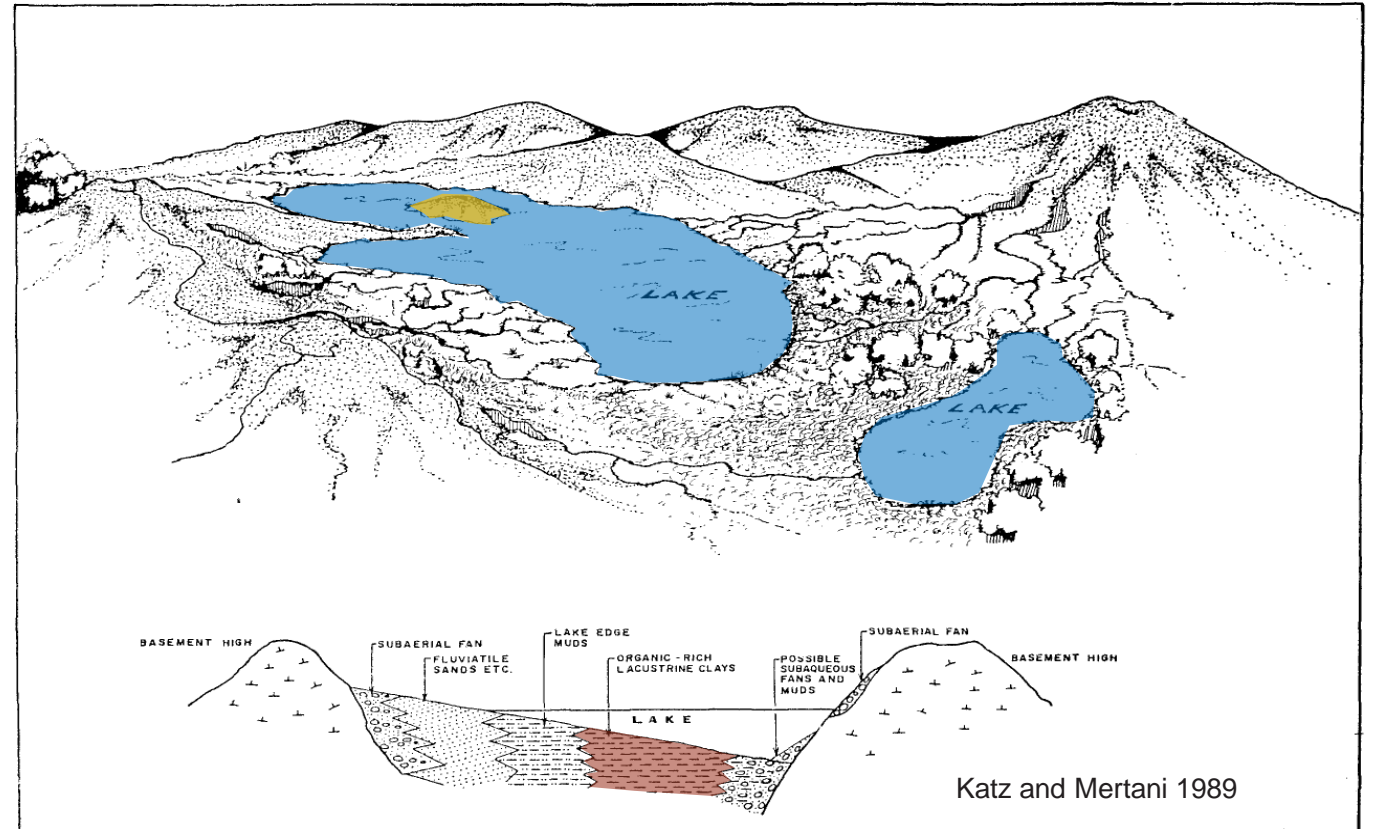 LAKE
LAKE
BASEMENT HIGH
SUBAERIAL FAN
FLUVIATILE
SANDS ETC.
LAKE EDGE
MUDS
ORGANIC - RICH
LACUSTRINE CLAYS
POSSIBLE
SUBAQUEOUS
FANS AND
MUDS
SUBAERIAL FAN
BASEMENT HIGH
LAKE
Katz and Mertani 1989